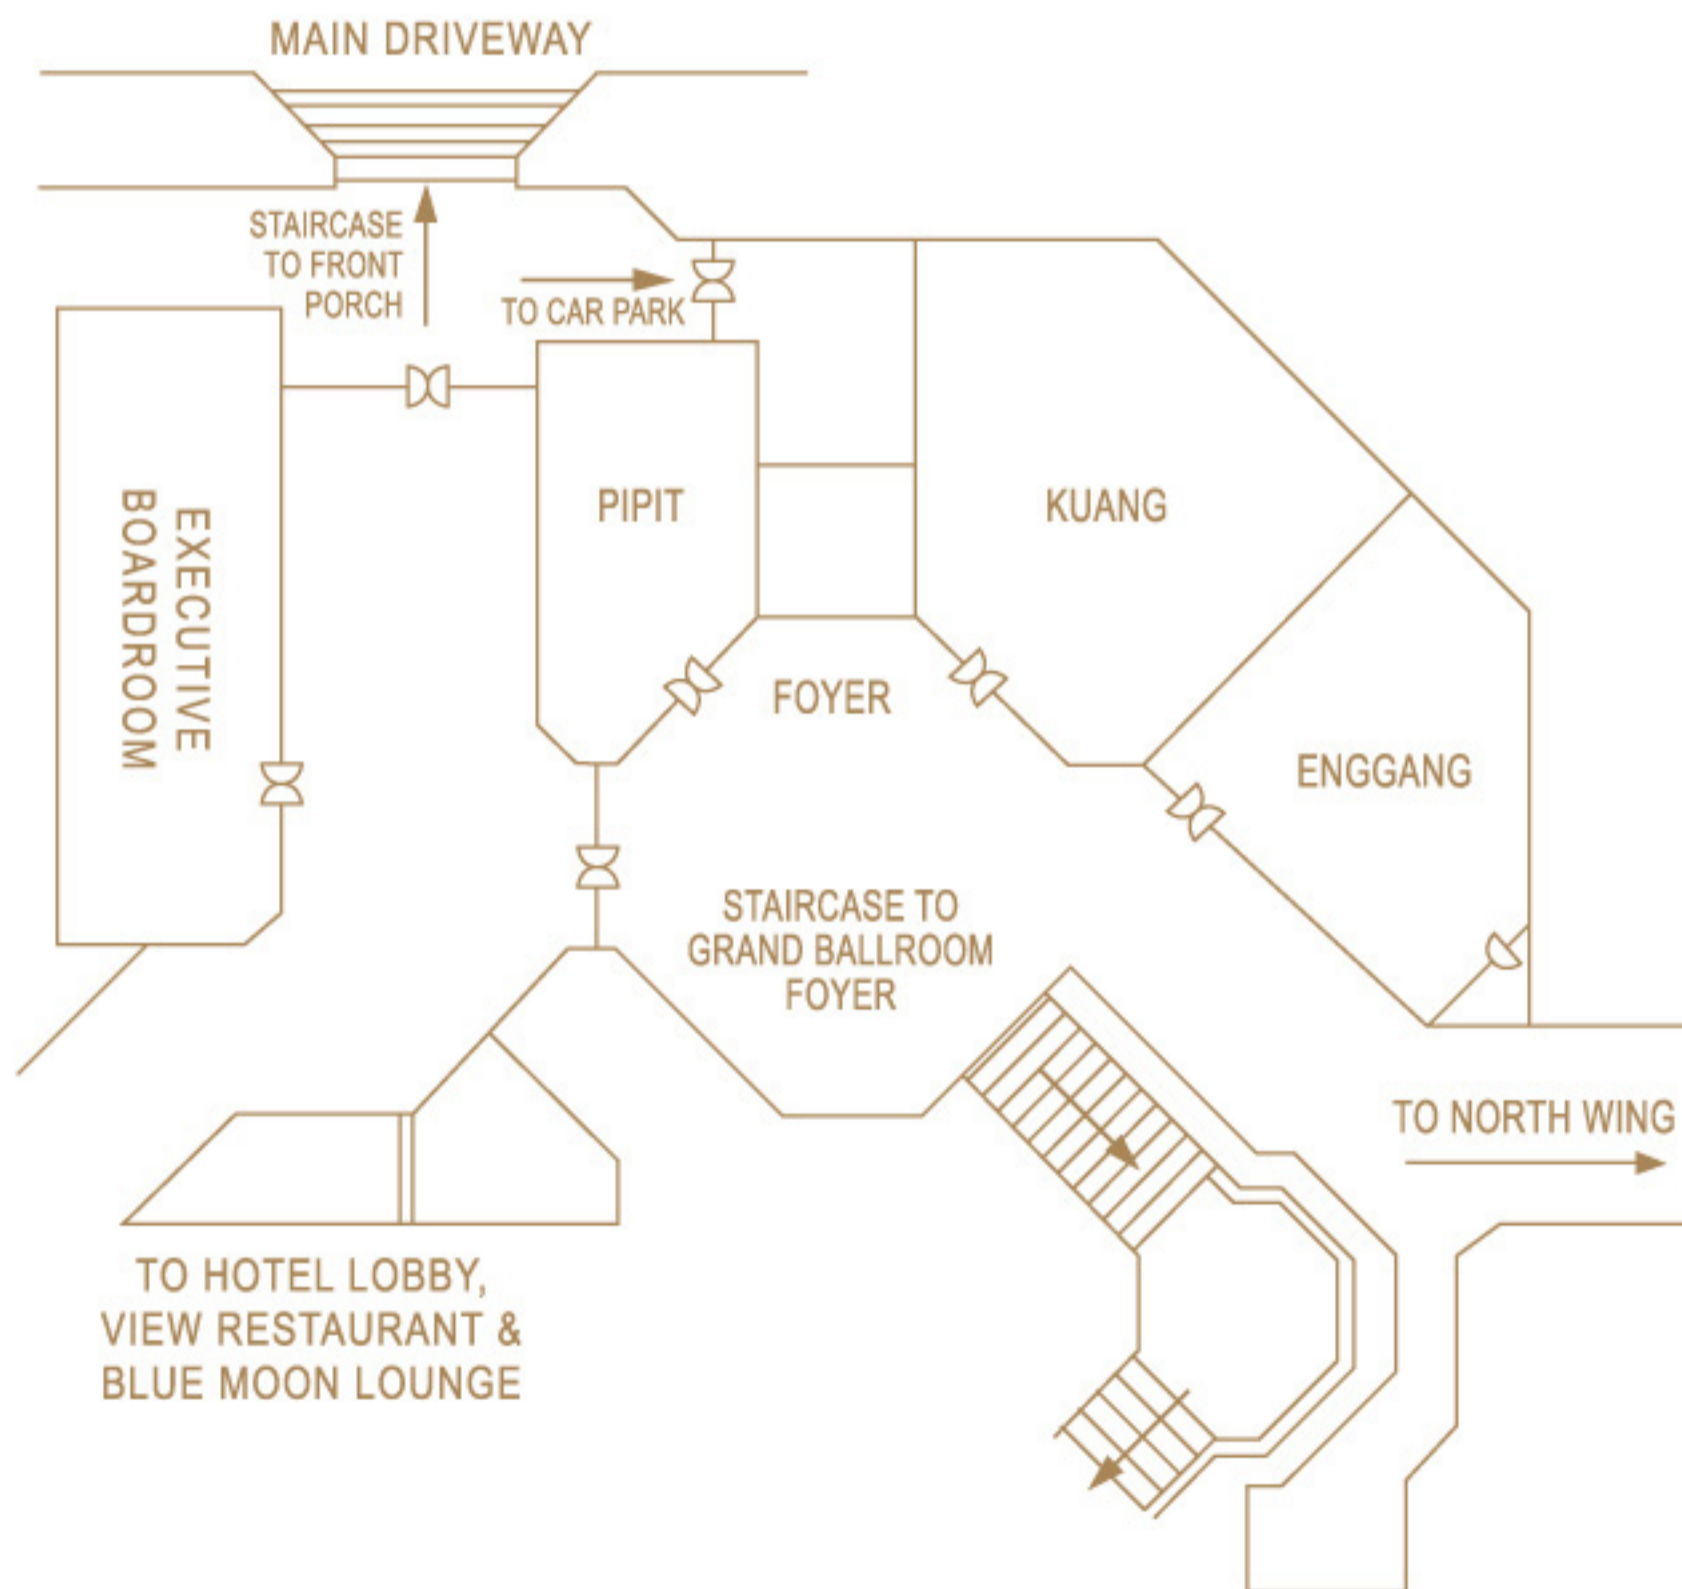 MAIN DRIVEWAY
STAIRCASE
TO FRONT
PORCH
TO CAR PARK
EXECUTIVE
BOARDROOM
PIPIT
KUANG
FOYER
ENGGANG
STAIRCASE TO
GRAND BALLROOM
FOYER
TO NORTH WING
TO HOTEL LOBBY,
VIEW RESTAURANT &
BLUE MOON LOUNGE